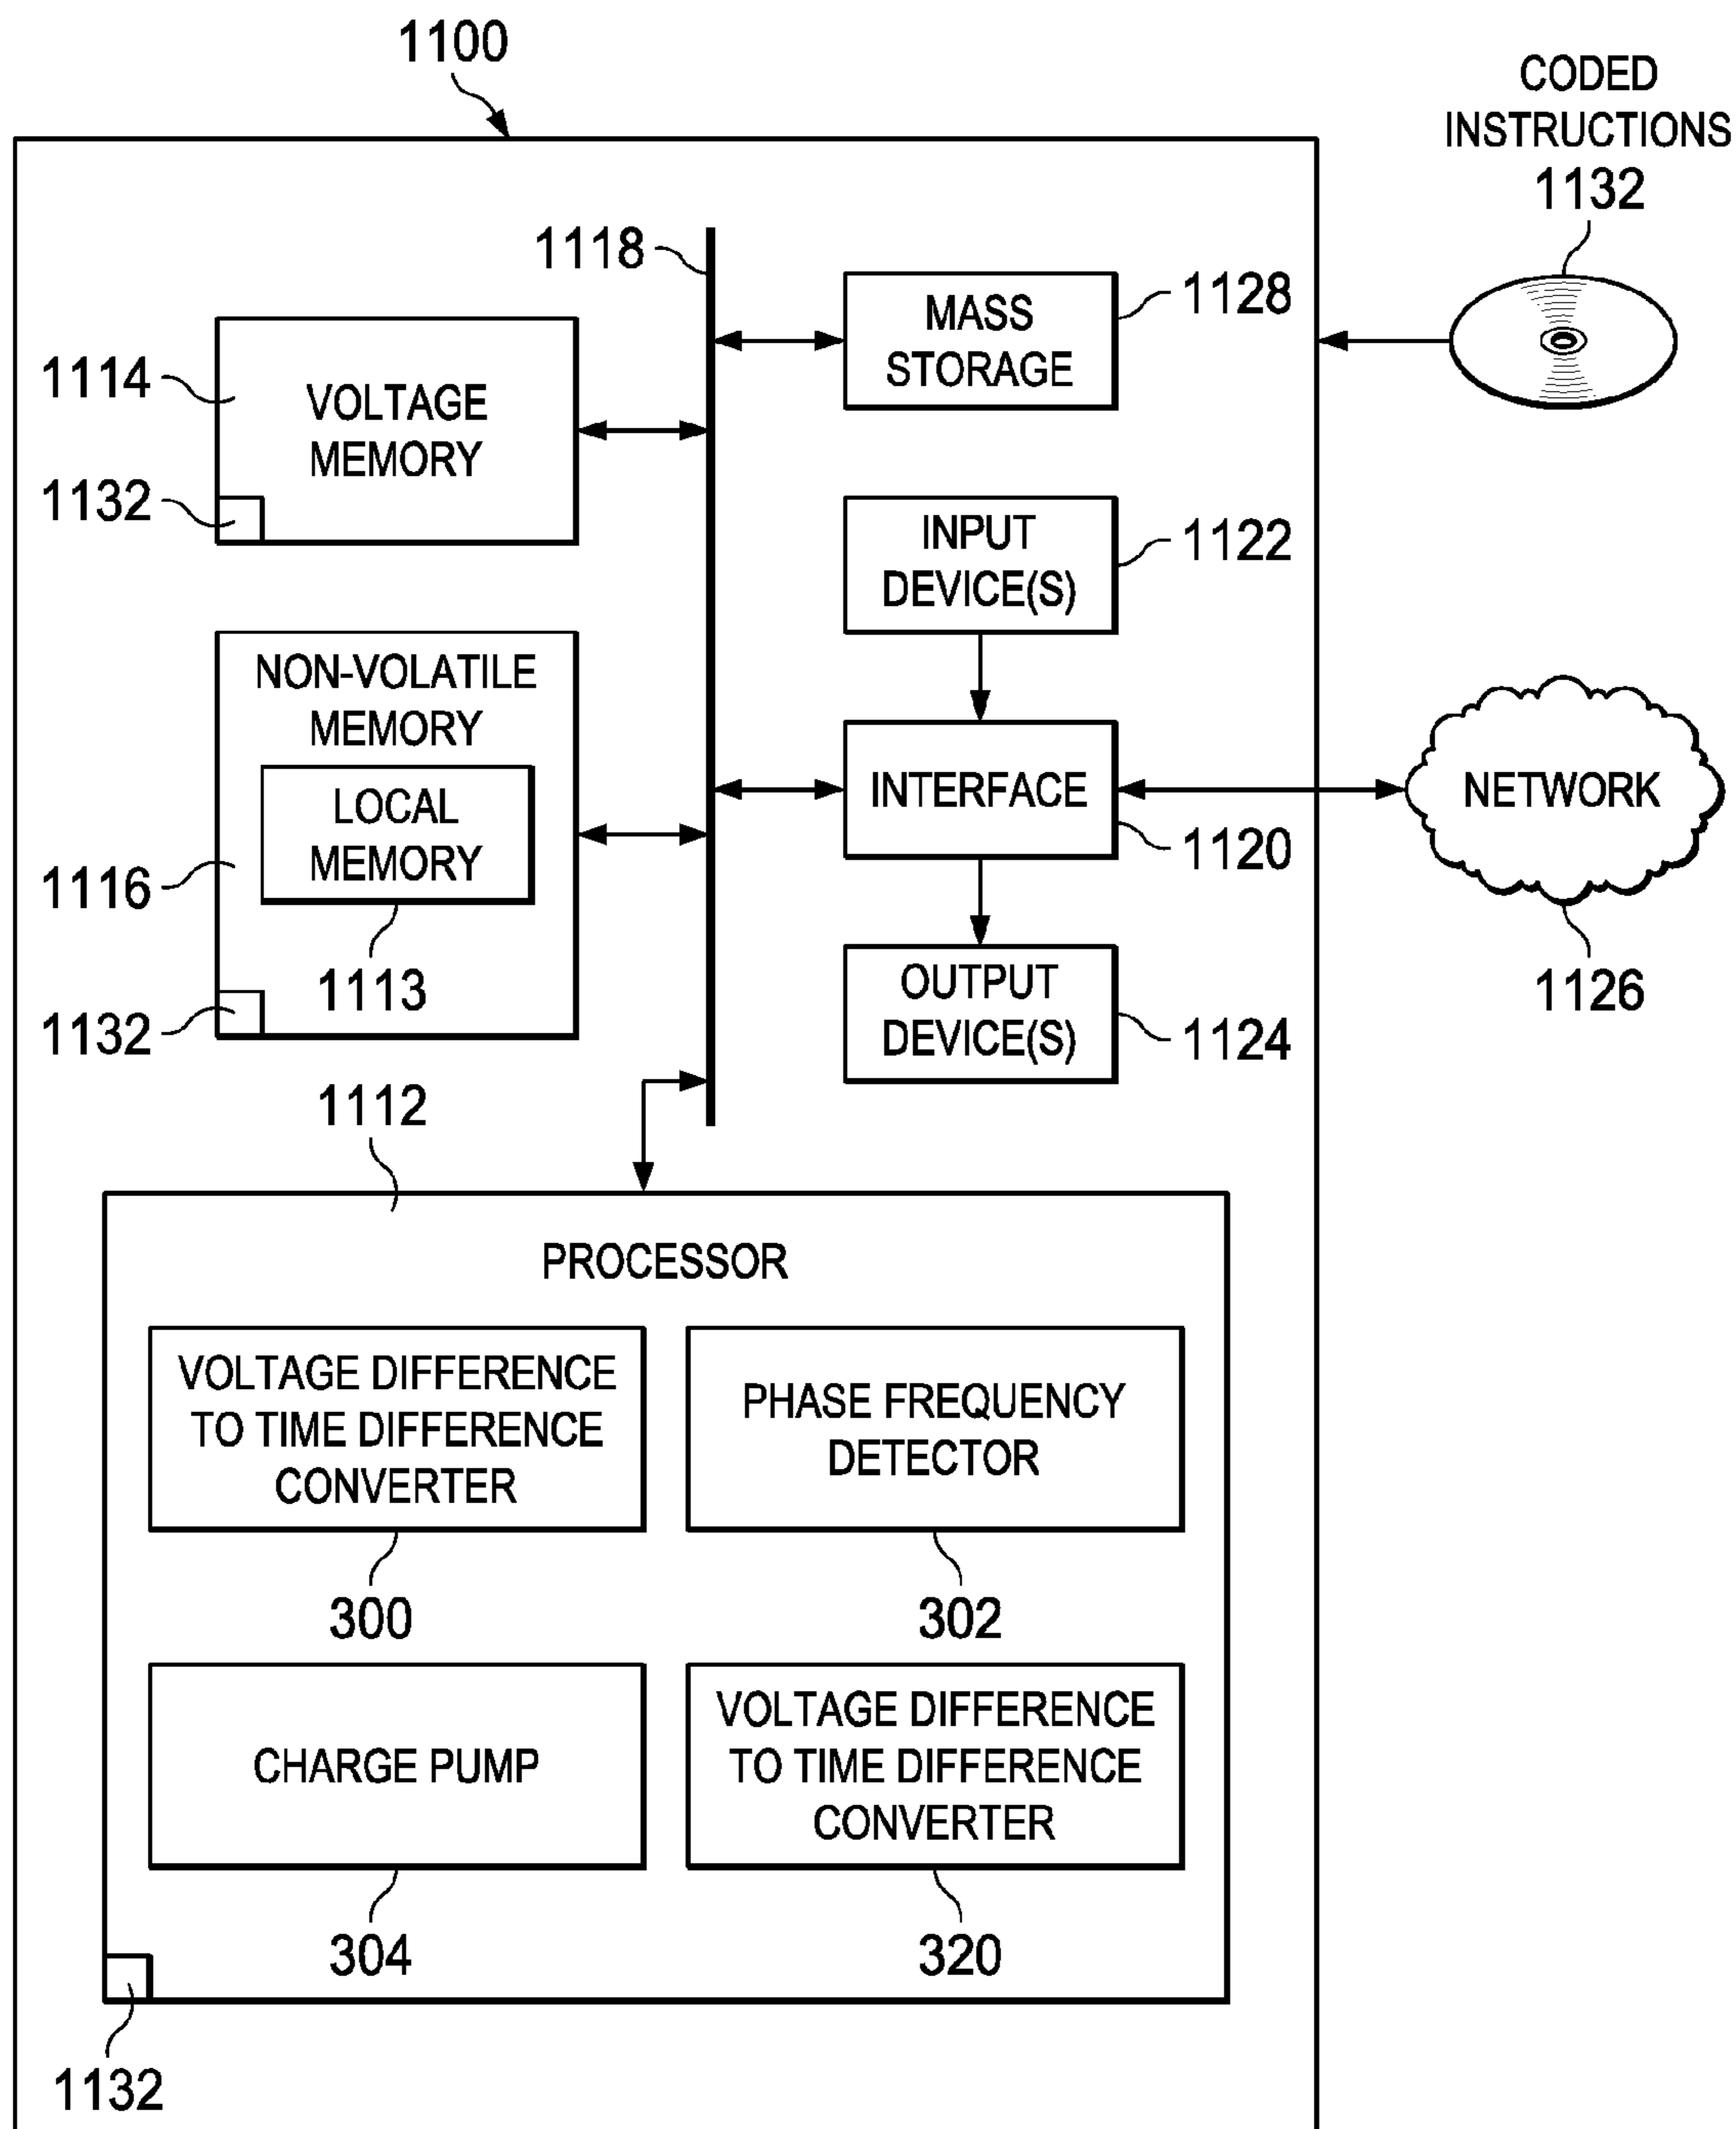 1100
CODED
INSTRUCTIONS
1132
1118
MASS
STORAGE
1128
1114
VOLTAGE
MEMORY
1132
INPUT
DEVICE(S)
1122
NON-VOLATILE
MEMORY
LOCAL
MEMORY
1116
1113
1132
INTERFACE
1120
NETWORK
1126
OUTPUT
DEVICE(S)
1124
1112
PROCESSOR
VOLTAGE DIFFERENCE
TO TIME DIFFERENCE
CONVERTER
300
PHASE FREQUENCY
DETECTOR
302
CHARGE PUMP
304
VOLTAGE DIFFERENCE
TO TIME DIFFERENCE
CONVERTER
320
1132